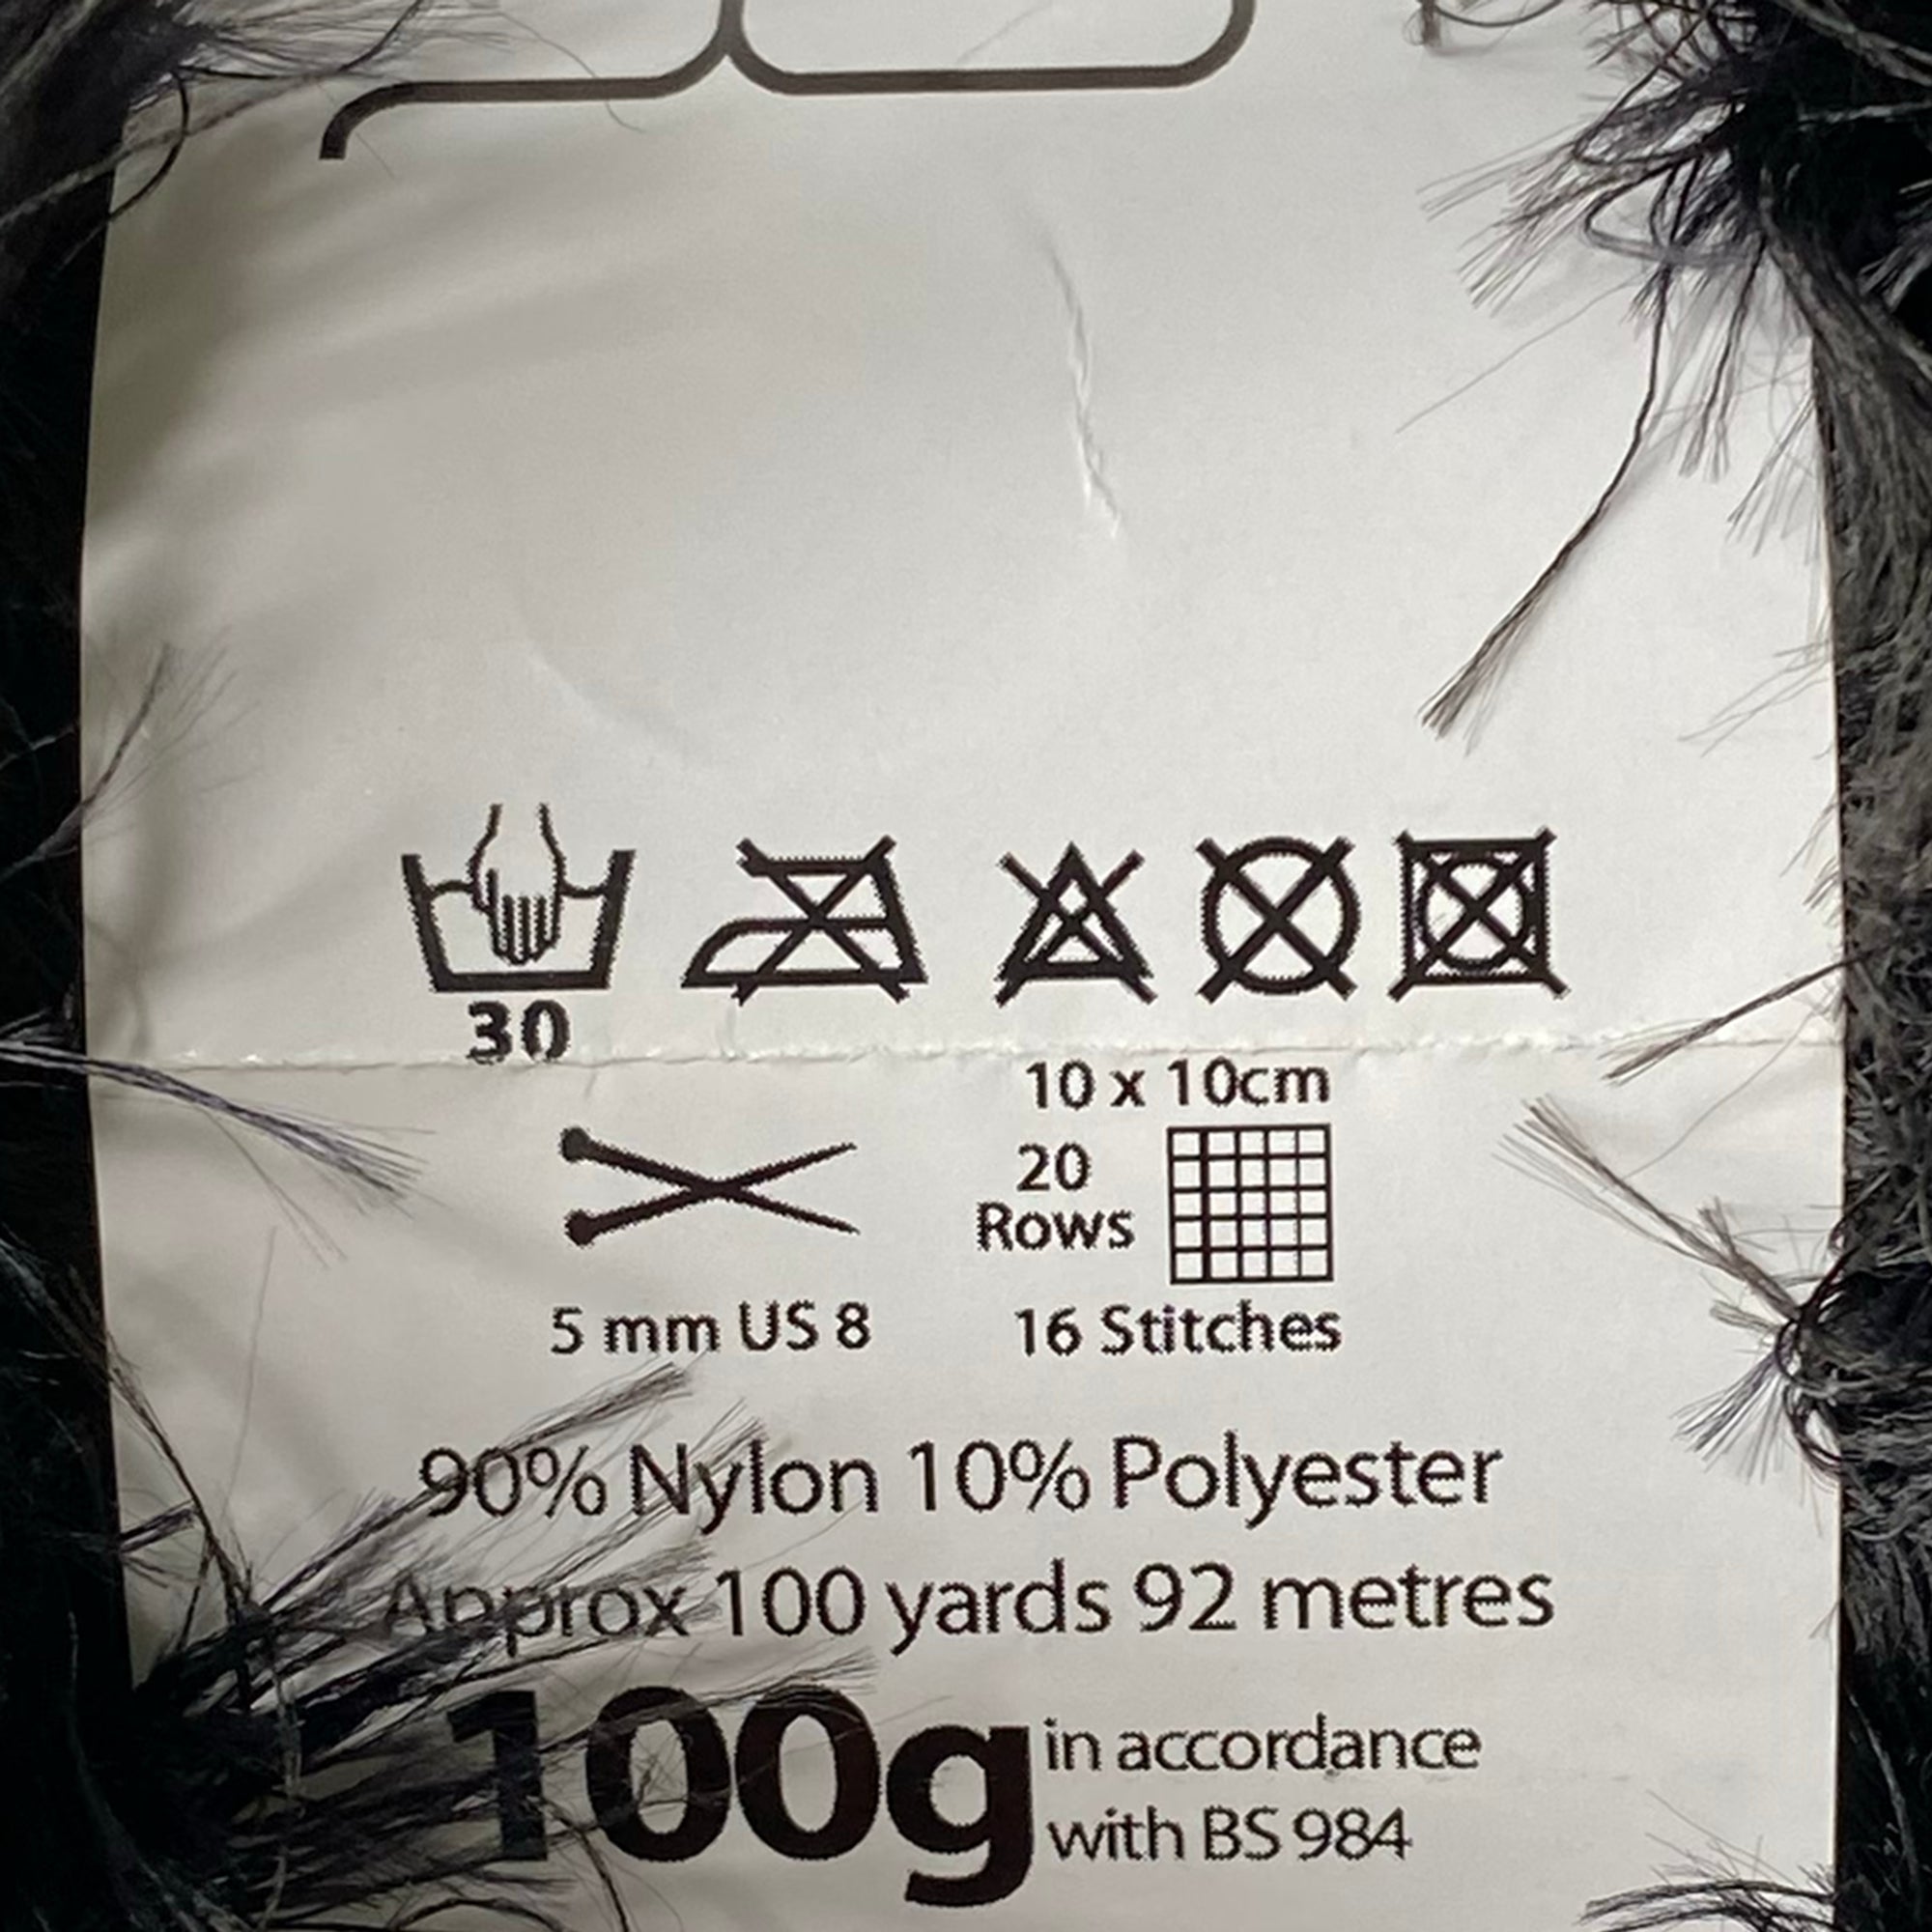 30
10 x 10cm
20
Rows
5 mm US 8
16 Stitches
90% Nylon 10% Polyester
Approx 100 yards 92 metres
100g
in accordance
with BS 984